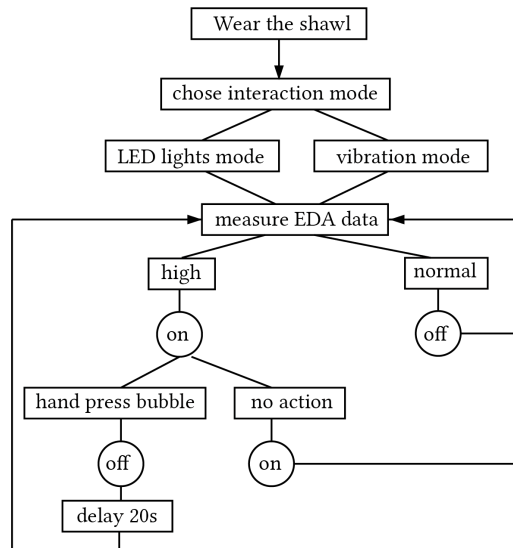 Wear the shawl
chose interaction mode
LED lights mode
vibration mode
measure EDA data
high
normal
on
off
hand press bubble
no action
off
on
delay 20s